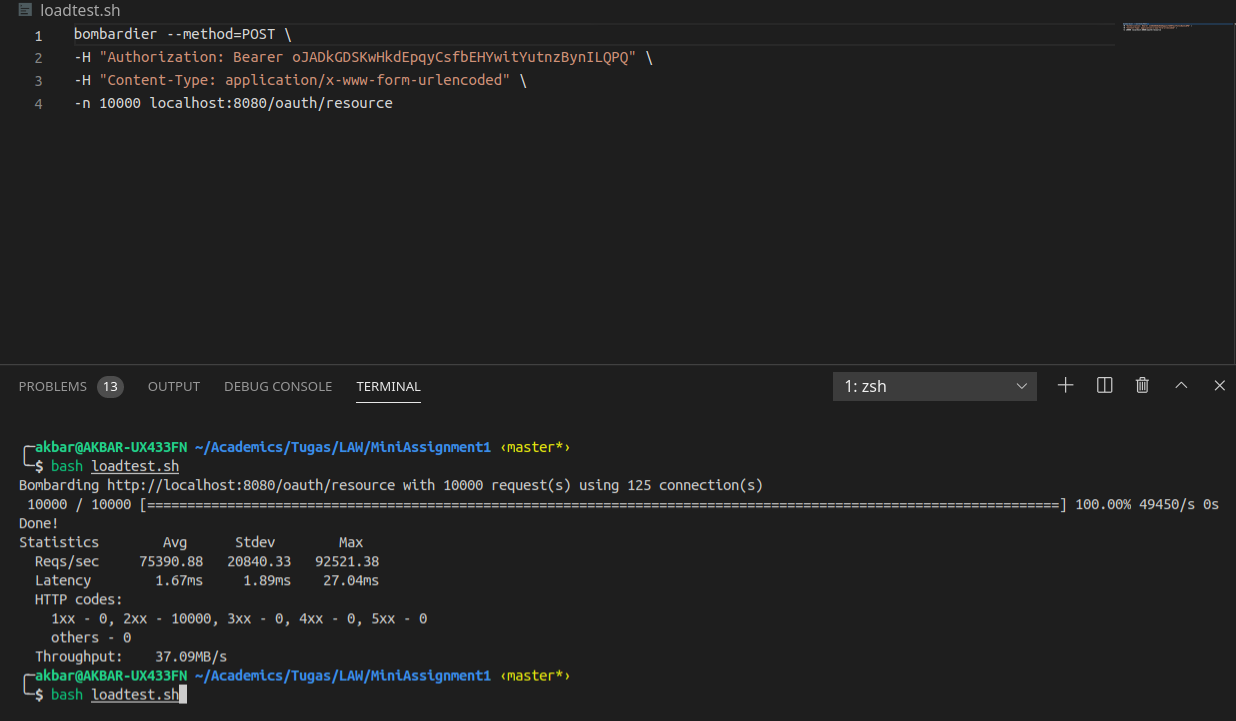 loadtest.sh
1 bombardier --method=POST \
2 -H "Authorization: Bearer oJADkGDSKwHkdEpqyCsfbEHYwitYutnzBynILQPQ" \
3 -H "Content-Type: application/x-www-form-urlencoded" \
4 -n 10000 localhost:8080/oauth/resource
PROBLEMS 13 OUTPUT DEBUG CONSOLE TERMINAL 1: zsh
akbar@AKBAR-UX433FN ~/Academics/Tugas/LAW/MiniAssignment1 ‹master*›
$ bash loadtest.sh
Bombarding http://localhost:8080/oauth/resource with 10000 request(s) using 125 connection(s)
10000 / 10000 [==================================================================================================================] 100.00% 49450/s 0s
Done!
Statistics Avg Stdev Max
Reqs/sec 75390.88 20840.33 92521.38
Latency 1.67ms 1.89ms 27.04ms
HTTP codes:
1xx - 0, 2xx - 10000, 3xx - 0, 4xx - 0, 5xx - 0
others - 0
Throughput: 37.09MB/s
akbar@AKBAR-UX433FN ~/Academics/Tugas/LAW/MiniAssignment1 ‹master*›
$ bash loadtest.sh